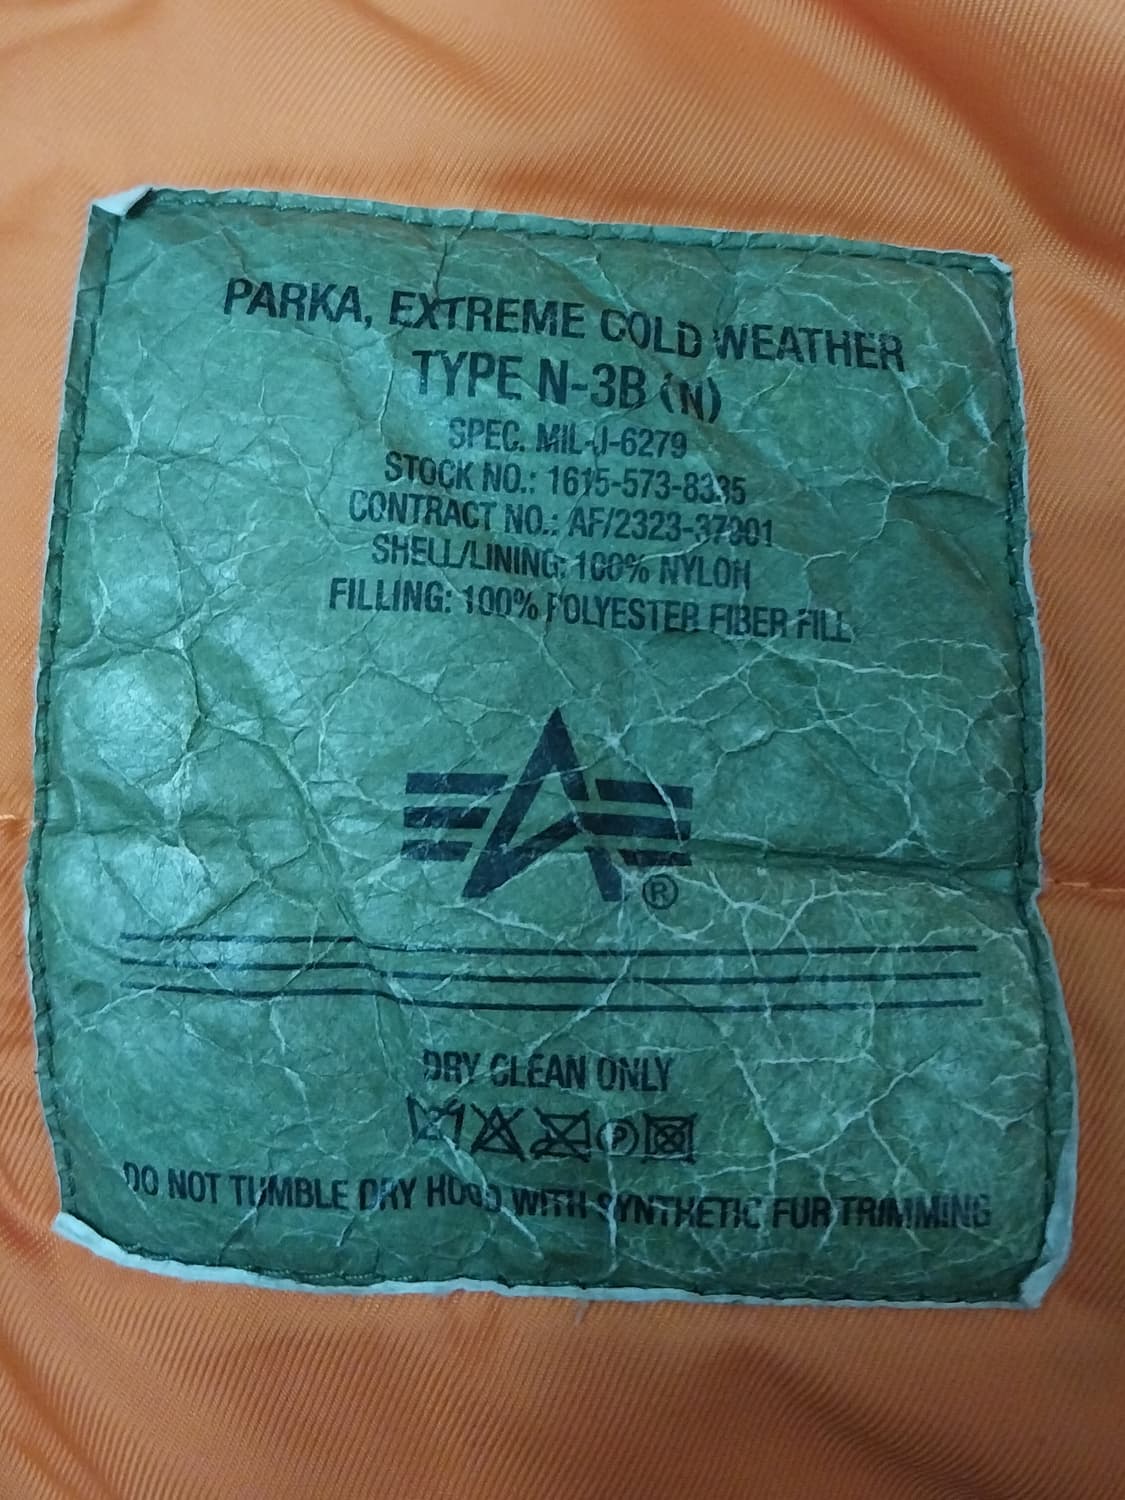 PARKA, EXTREME COLD WEATHER
TYPE N-3B (N)
SPEC. MIL-J-6279
STOCK NO.: 1615-573-8335
CONTRACT NO.: AF/2323-37901
SHELL/LINING: 100% NYLON
FILLING: 100% POLYESTER FIBER FILL
®
DRY CLEAN ONLY
P
DO NOT TUMBLE DRY HOOD WITH SYNTHETIC FUR TRIMMING